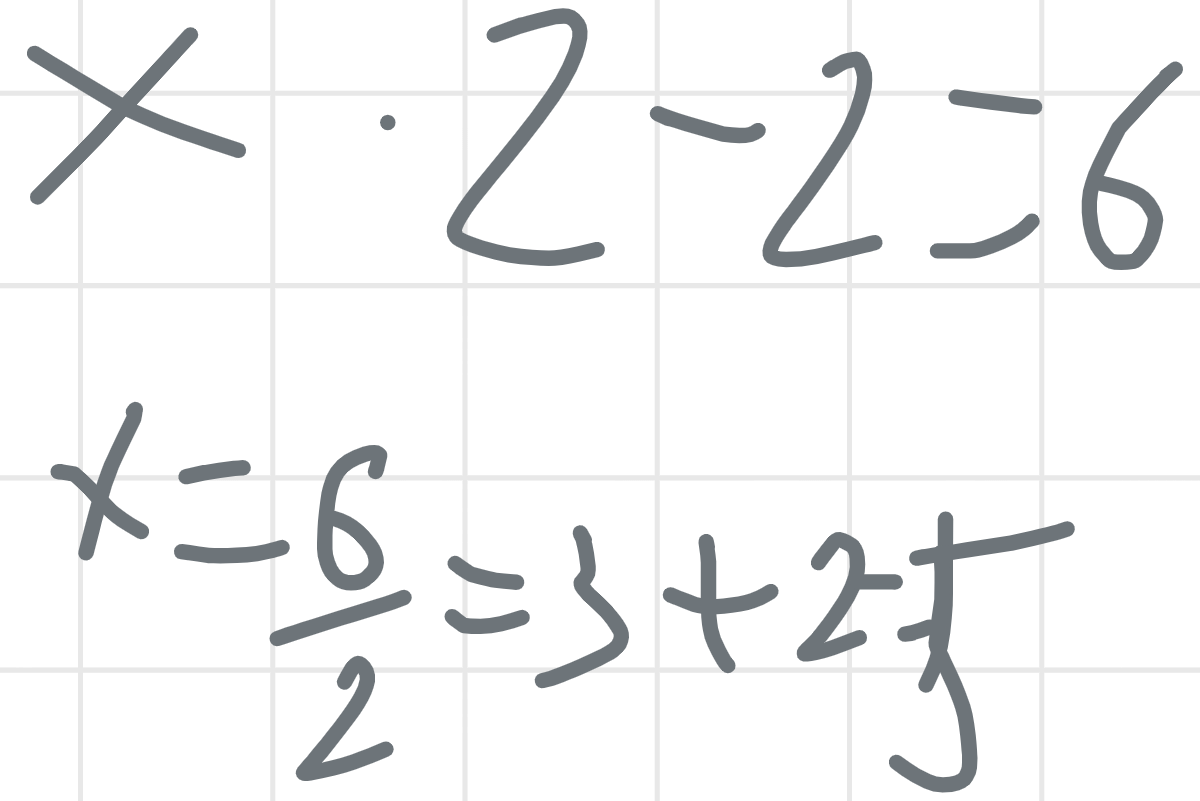 x · 2 - 2 = 6
x = 6/2 = 3 + 2 = 5